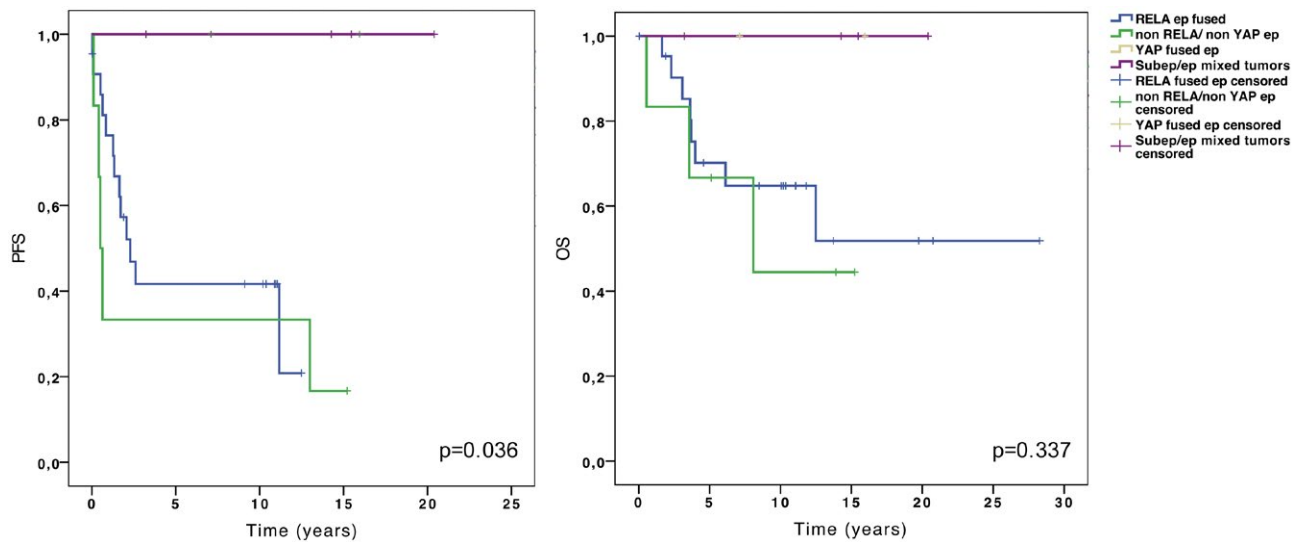 PFS
1,0
0,8
0,6
0,4
0,2
0,0
0 5 10 15 20 25
Time (years)
p=0.036
OS
1,0
0,8
0,6
0,4
0,2
0,0
0 5 10 15 20 25 30
Time (years)
p=0.337
RELA ep fused
non RELA/ non YAP ep
YAP fused ep
Subep/ep mixed tumors
RELA fused ep censored
non RELA/non YAP ep
censored
YAP fused ep censored
Subep/ep mixed tumors
censored